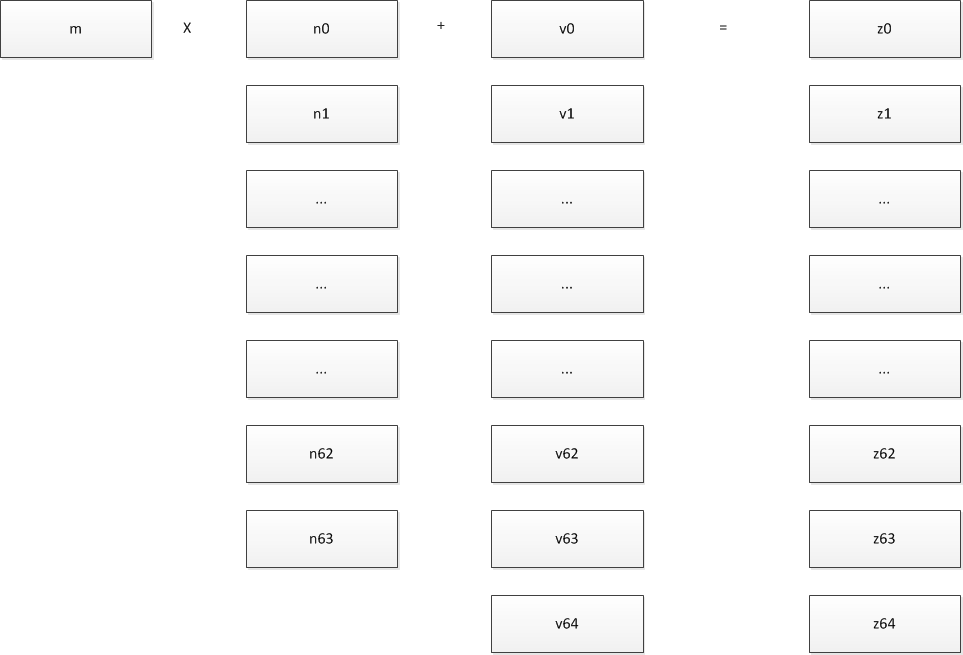 m X n0 + v0 = z0
n1 v1 z1
... ... ...
... ... ...
... ... ...
n62 v62 z62
n63 v63 z63
v64 z64